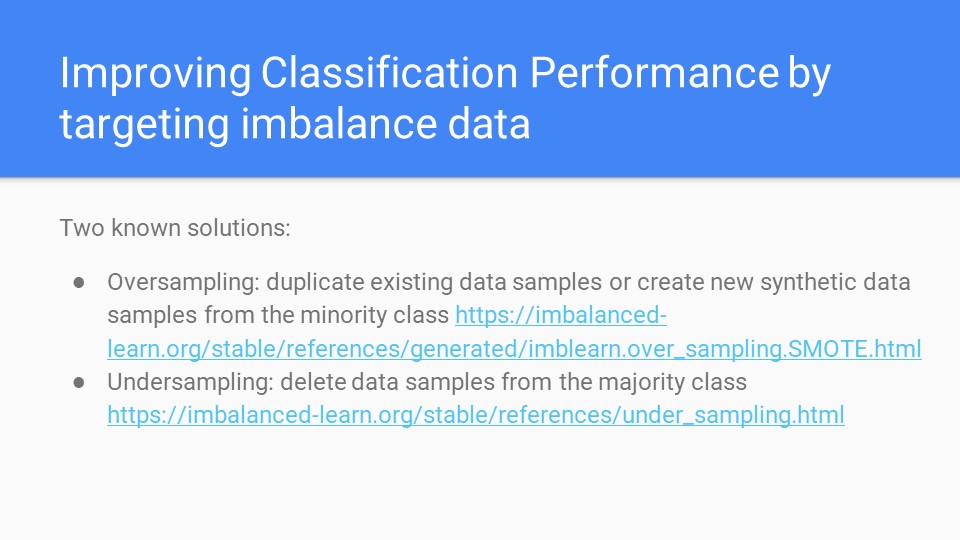 Improving Classification Performance by
targeting imbalance data
Two known solutions:
● Oversampling: duplicate existing data samples or create new synthetic data
samples from the minority class https://imbalanced-
learn.org/stable/references/generated/imblearn.over_sampling.SMOTE.html
● Undersampling: delete data samples from the majority class
https://imbalanced-learn.org/stable/references/under_sampling.html